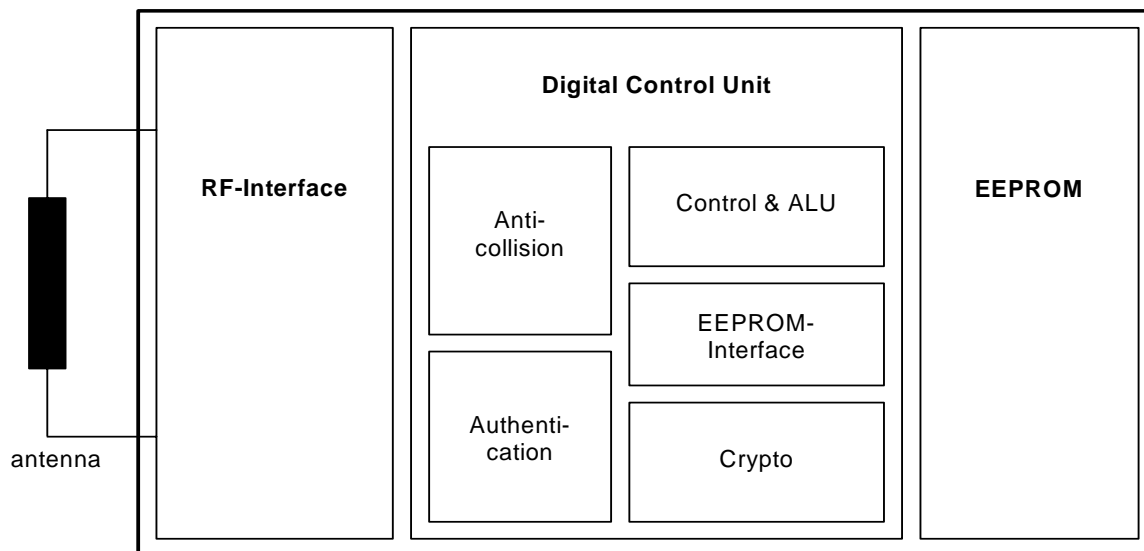 Digital Control Unit
RF-Interface
EEPROM
Anti-
collision
Control & ALU
EEPROM-
Interface
Authenti-
cation
Crypto
antenna